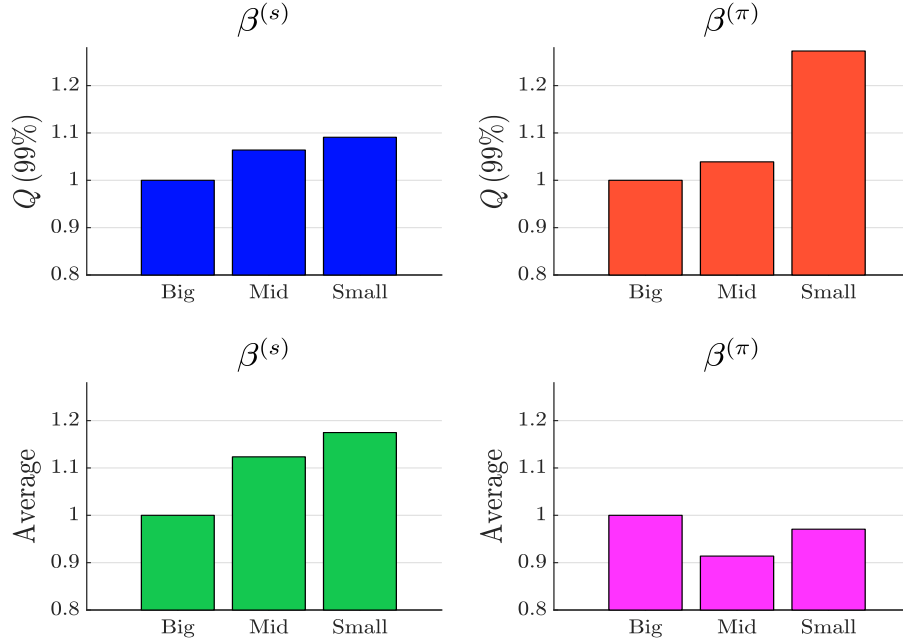 β^(s)
Q (99%)
1.2
1.1
1
0.9
0.8
Big Mid Small
β^(π)
Q (99%)
1.2
1.1
1
0.9
0.8
Big Mid Small
β^(s)
Average
1.2
1.1
1
0.9
0.8
Big Mid Small
β^(π)
Average
1.2
1.1
1
0.9
0.8
Big Mid Small